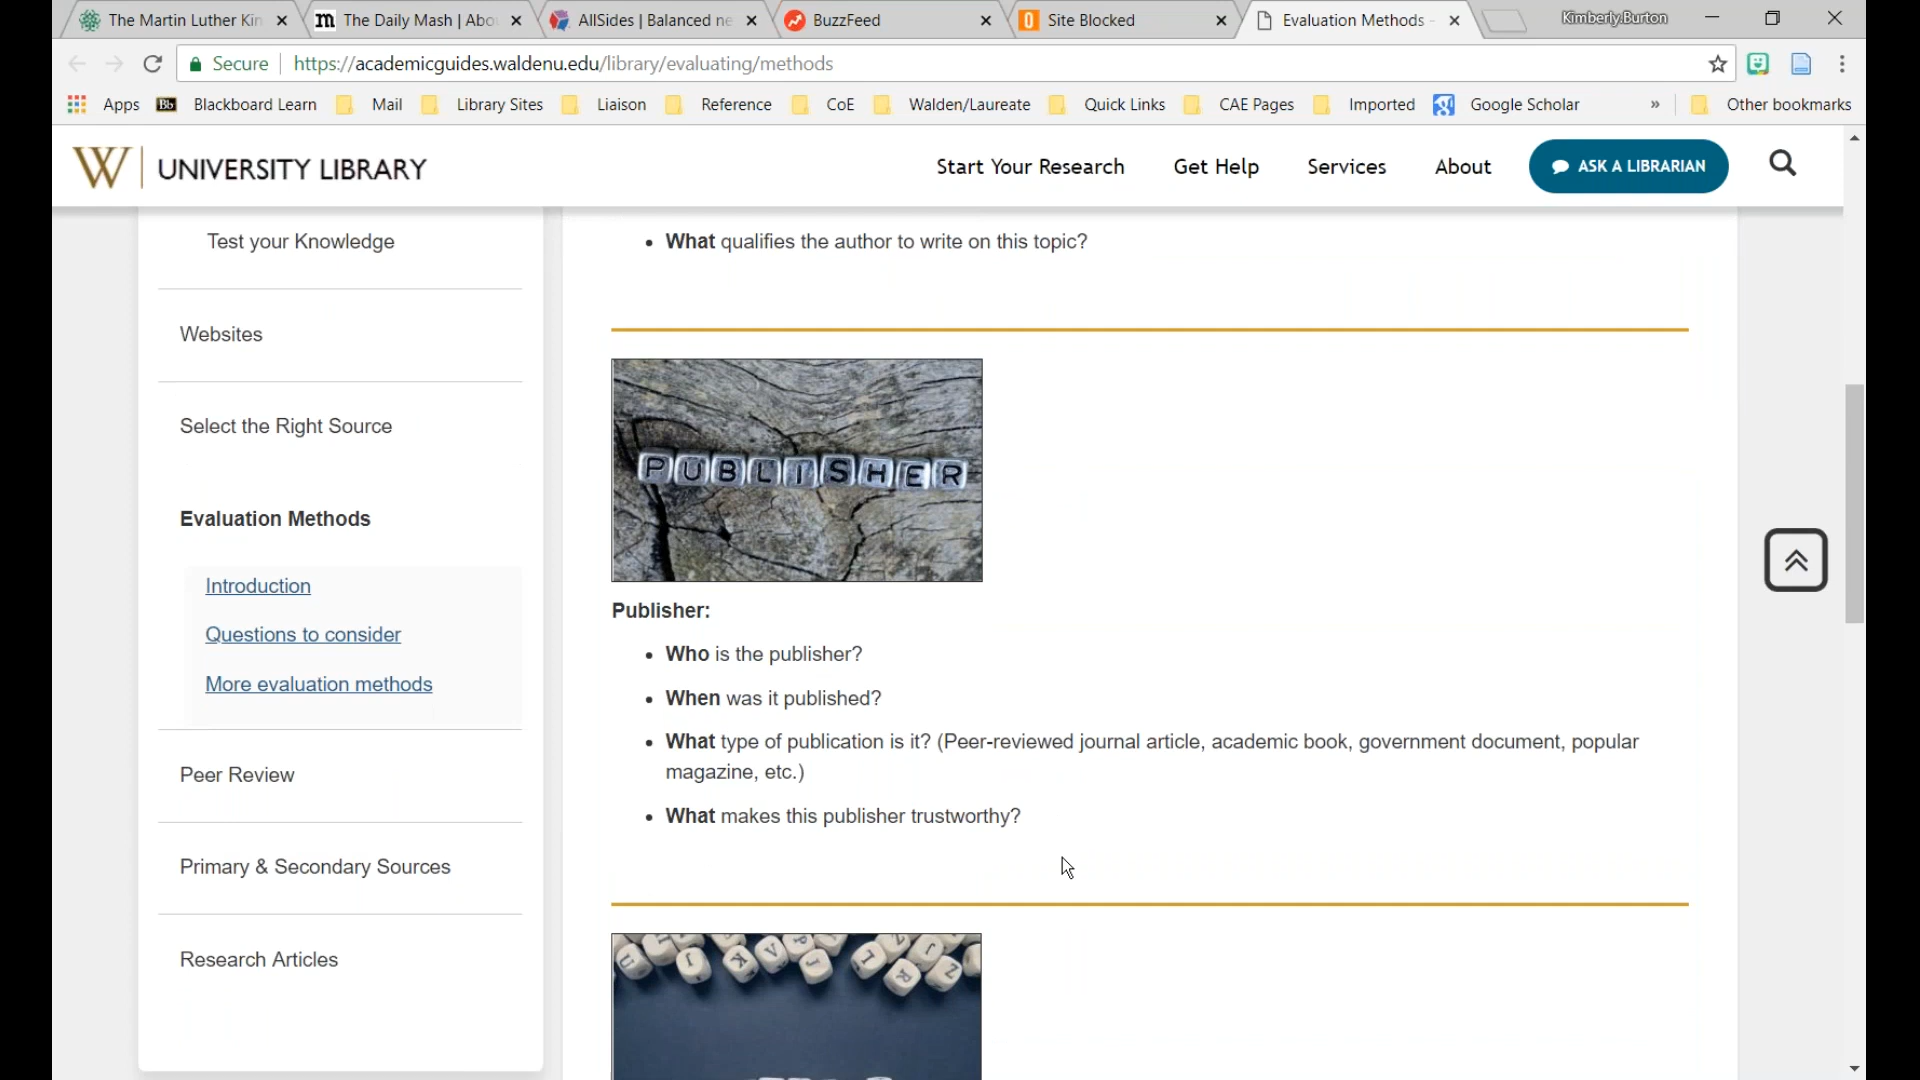 The Martin Luther Kin
The Daily Mash | Abo
AllSides | Balanced ne
BuzzFeed
Site Blocked
Evaluation Methods -
Kimberly.Burton
Secure
https://academicguides.waldenu.edu/library/evaluating/methods
Apps
Bb
Blackboard Learn
Mail
Library Sites
Liaison
Reference
CoE
Walden/Laureate
Quick Links
CAE Pages
Imported
Google Scholar
»
Other bookmarks
W | UNIVERSITY LIBRARY
Start Your Research
Get Help
Services
About
ASK A LIBRARIAN
Test your Knowledge
Websites
Select the Right Source
Evaluation Methods
Introduction
Questions to consider
More evaluation methods
Peer Review
Primary & Secondary Sources
Research Articles
• What qualifies the author to write on this topic?
PUBLISHER
Publisher:
• Who is the publisher?
• When was it published?
• What type of publication is it? (Peer-reviewed journal article, academic book, government document, popular
magazine, etc.)
• What makes this publisher trustworthy?